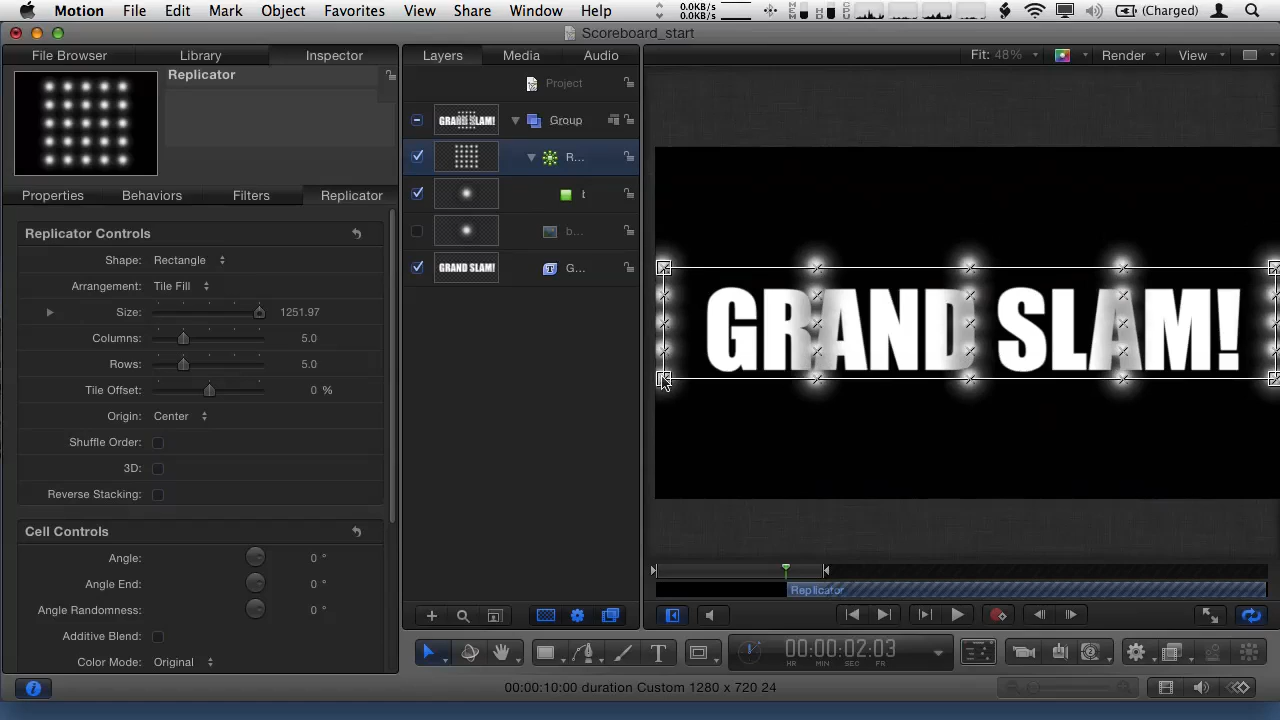 Motion File Edit Mark Object Favorites View Share Window Help 0.0KB/s 0.0KB/s (Charged)
Scoreboard_start
File Browser Library Inspector Layers Media Audio Fit: 48% Render View
Replicator
Project
GRAND SLAM! Group
R...
t
b...
GRAND SLAM! G...
Properties Behaviors Filters Replicator
Replicator Controls
Shape: Rectangle
Arrangement: Tile Fill
Size: 1251.97
Columns: 5.0
Rows: 5.0
Tile Offset: 0 %
Origin: Center
Shuffle Order:
3D:
Reverse Stacking:
Cell Controls
Angle: 0 °
Angle End: 0 °
Angle Randomness: 0 °
Additive Blend:
Color Mode: Original
GRAND SLAM!
Replicator
T
00:00:02:03
HR MIN SEC FR
00:00:10:00 duration Custom 1280 x 720 24